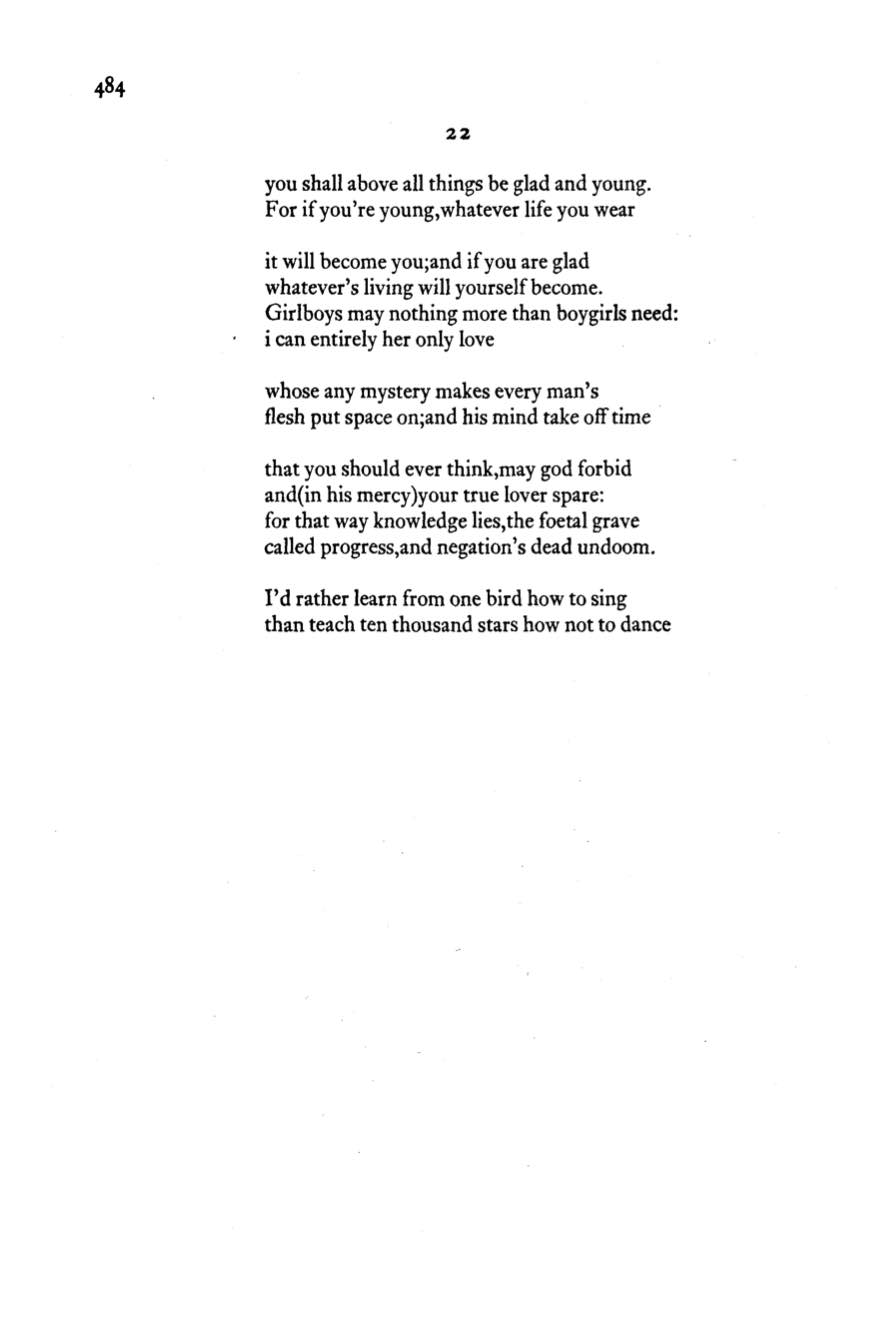 484
22
you shall above all things be glad and young.
For if you're young,whatever life you wear
it will become you;and if you are glad
whatever's living will yourself become.
Girlboys may nothing more than boygirls need:
i can entirely her only love
whose any mystery makes every man's
flesh put space on;and his mind take off time
that you should ever think,may god forbid
and(in his mercy)your true lover spare:
for that way knowledge lies,the foetal grave
called progress,and negation's dead undoom.
I'd rather learn from one bird how to sing
than teach ten thousand stars how not to dance